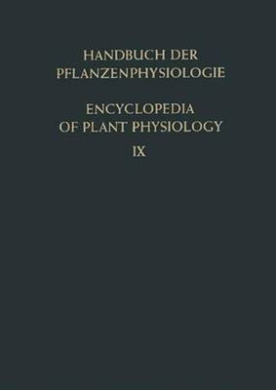 HANDBUCH DER
PFLANZENPHYSIOLOGIE
ENCYCLOPEDIA
OF PLANT PHYSIOLOGY
IX